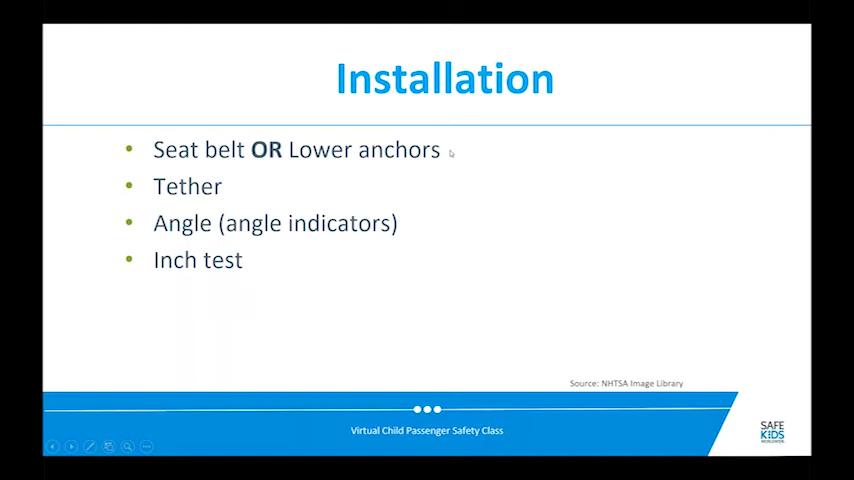 Installation
• Seat belt OR Lower anchors
• Tether
• Angle (angle indicators)
• Inch test
Source: NHTSA Image Library
Virtual Child Passenger Safety Class
SAFE
KIDS
WORLDWIDE